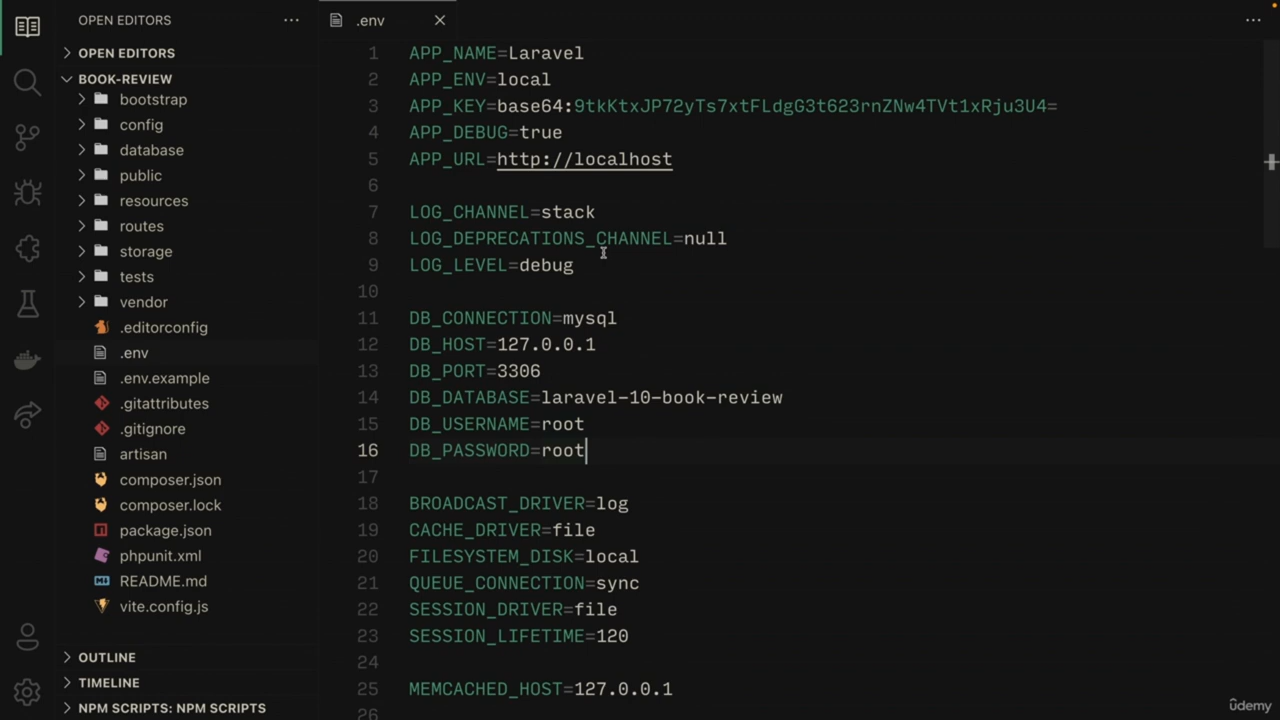 OPEN EDITORS
OPEN EDITORS
BOOK-REVIEW
bootstrap
config
database
public
resources
routes
storage
tests
vendor
.editorconfig
.env
.env.example
.gitattributes
.gitignore
artisan
composer.json
composer.lock
package.json
phpunit.xml
README.md
vite.config.js
OUTLINE
TIMELINE
NPM SCRIPTS: NPM SCRIPTS
.env
1 APP_NAME=Laravel
2 APP_ENV=local
3 APP_KEY=base64:9tkKtxJP72yTs7xtFLdgG3t623rnZNw4TVt1xRju3U4=
4 APP_DEBUG=true
5 APP_URL=http://localhost
6
7 LOG_CHANNEL=stack
8 LOG_DEPRECATIONS_CHANNEL=null
9 LOG_LEVEL=debug
10
11 DB_CONNECTION=mysql
12 DB_HOST=127.0.0.1
13 DB_PORT=3306
14 DB_DATABASE=laravel-10-book-review
15 DB_USERNAME=root
16 DB_PASSWORD=root
17
18 BROADCAST_DRIVER=log
19 CACHE_DRIVER=file
20 FILESYSTEM_DISK=local
21 QUEUE_CONNECTION=sync
22 SESSION_DRIVER=file
23 SESSION_LIFETIME=120
24
25 MEMCACHED_HOST=127.0.0.1
26
udemy